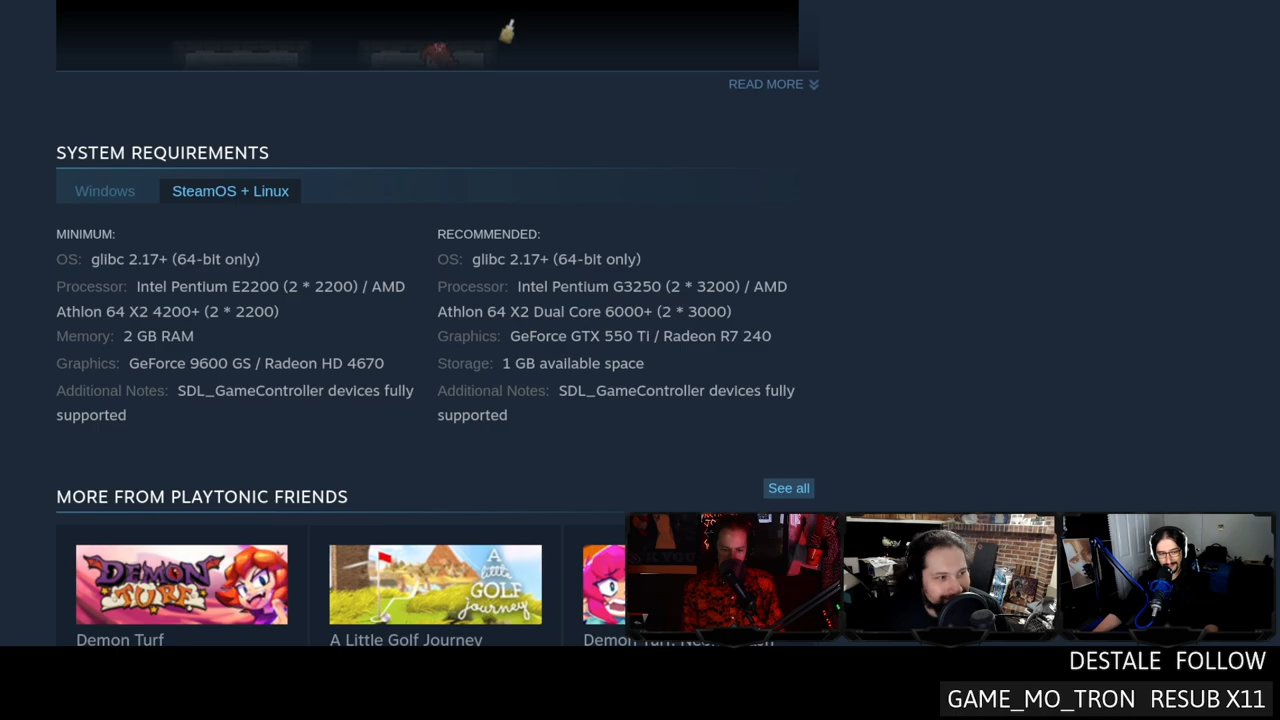 READ MORE
SYSTEM REQUIREMENTS
Windows
SteamOS + Linux
MINIMUM:
OS: glibc 2.17+ (64-bit only)
Processor: Intel Pentium E2200 (2 * 2200) / AMD
Athlon 64 X2 4200+ (2 * 2200)
Memory: 2 GB RAM
Graphics: GeForce 9600 GS / Radeon HD 4670
Additional Notes: SDL_GameController devices fully
supported
RECOMMENDED:
OS: glibc 2.17+ (64-bit only)
Processor: Intel Pentium G3250 (2 * 3200) / AMD
Athlon 64 X2 Dual Core 6000+ (2 * 3000)
Graphics: GeForce GTX 550 Ti / Radeon R7 240
Storage: 1 GB available space
Additional Notes: SDL_GameController devices fully
supported
MORE FROM PLAYTONIC FRIENDS
See all
DEMON TURF
A little GOLF journey
Demon Turf
A Little Golf Journey
DESTALE FOLLOW
GAME_MO_TRON RESUB X11